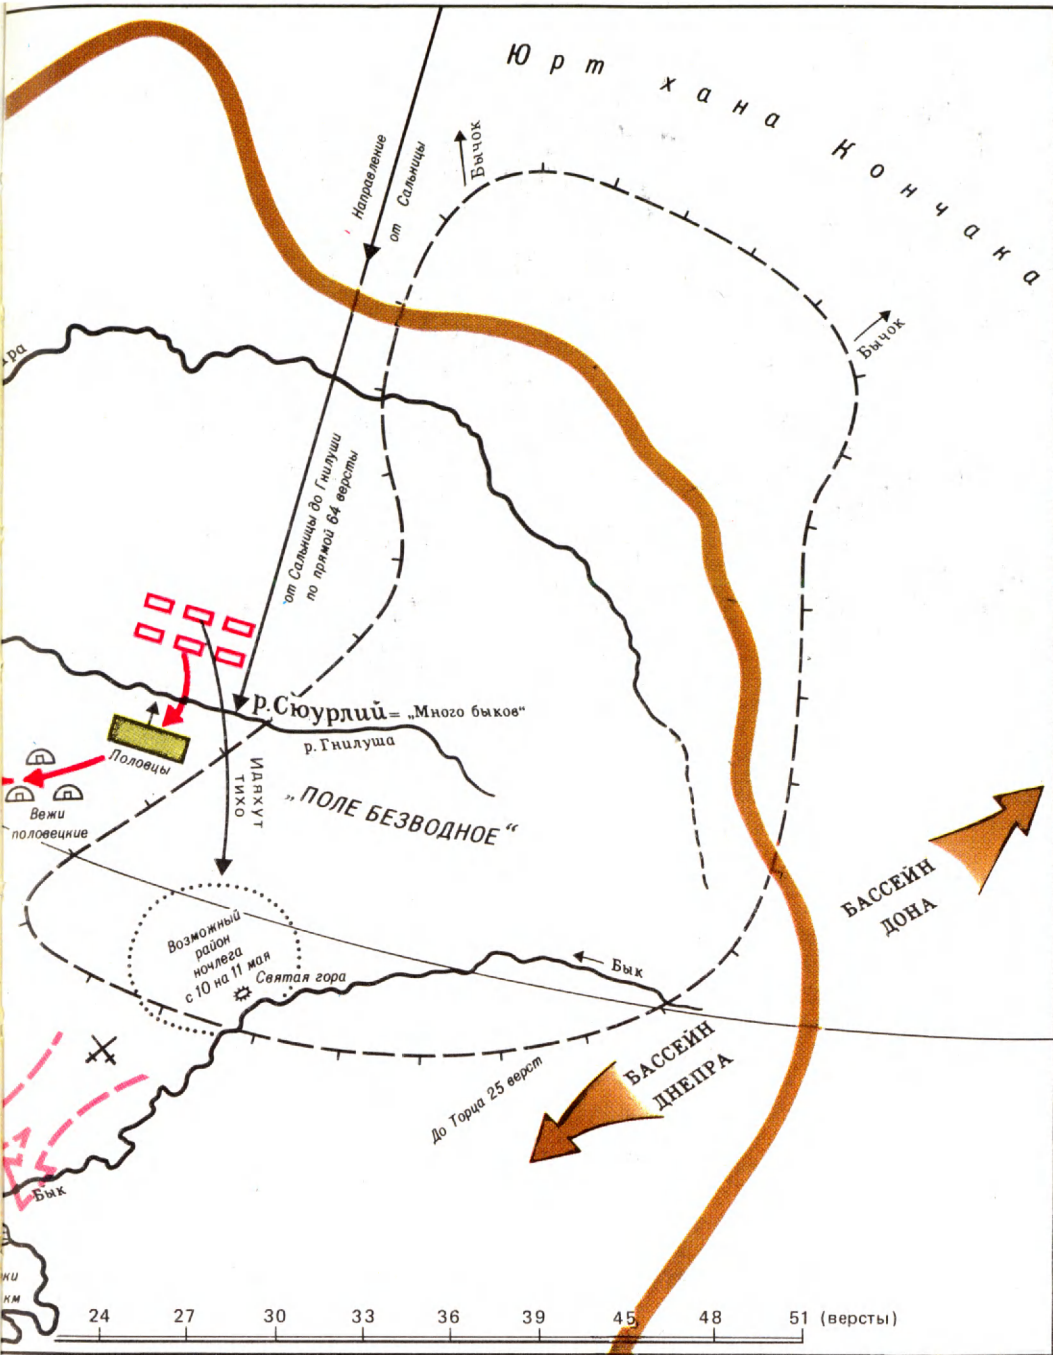 Юрт хана Кончака
Бычок
Направление
от Сальницы
Бычок
от Сальницы до Гнилуши
по прямой 64 версты
р. Сюурлий = „Много быков“
р. Гнилуша
Половцы
Вежи
половецкие
ИДЯХУТ
ТИХО
„ПОЛЕ БЕЗВОДНОЕ“
БАССЕЙН
ДОНА
Возможный
район
ночлега
с 10 на 11 мая
Святая гора
Бык
БАССЕЙН
ДНЕПРА
До Торца 25 верст
Бык
км
24 27 30 33 36 39 45 48 51 (версты)